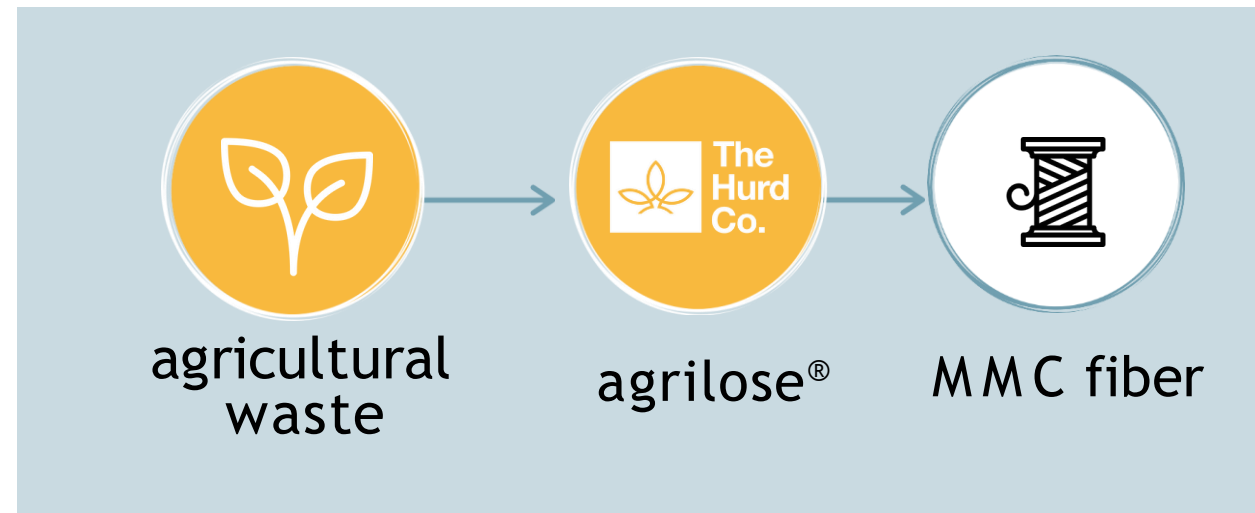 The
Hurd
Co.
agricultural
waste
agrilose®
MMC fiber